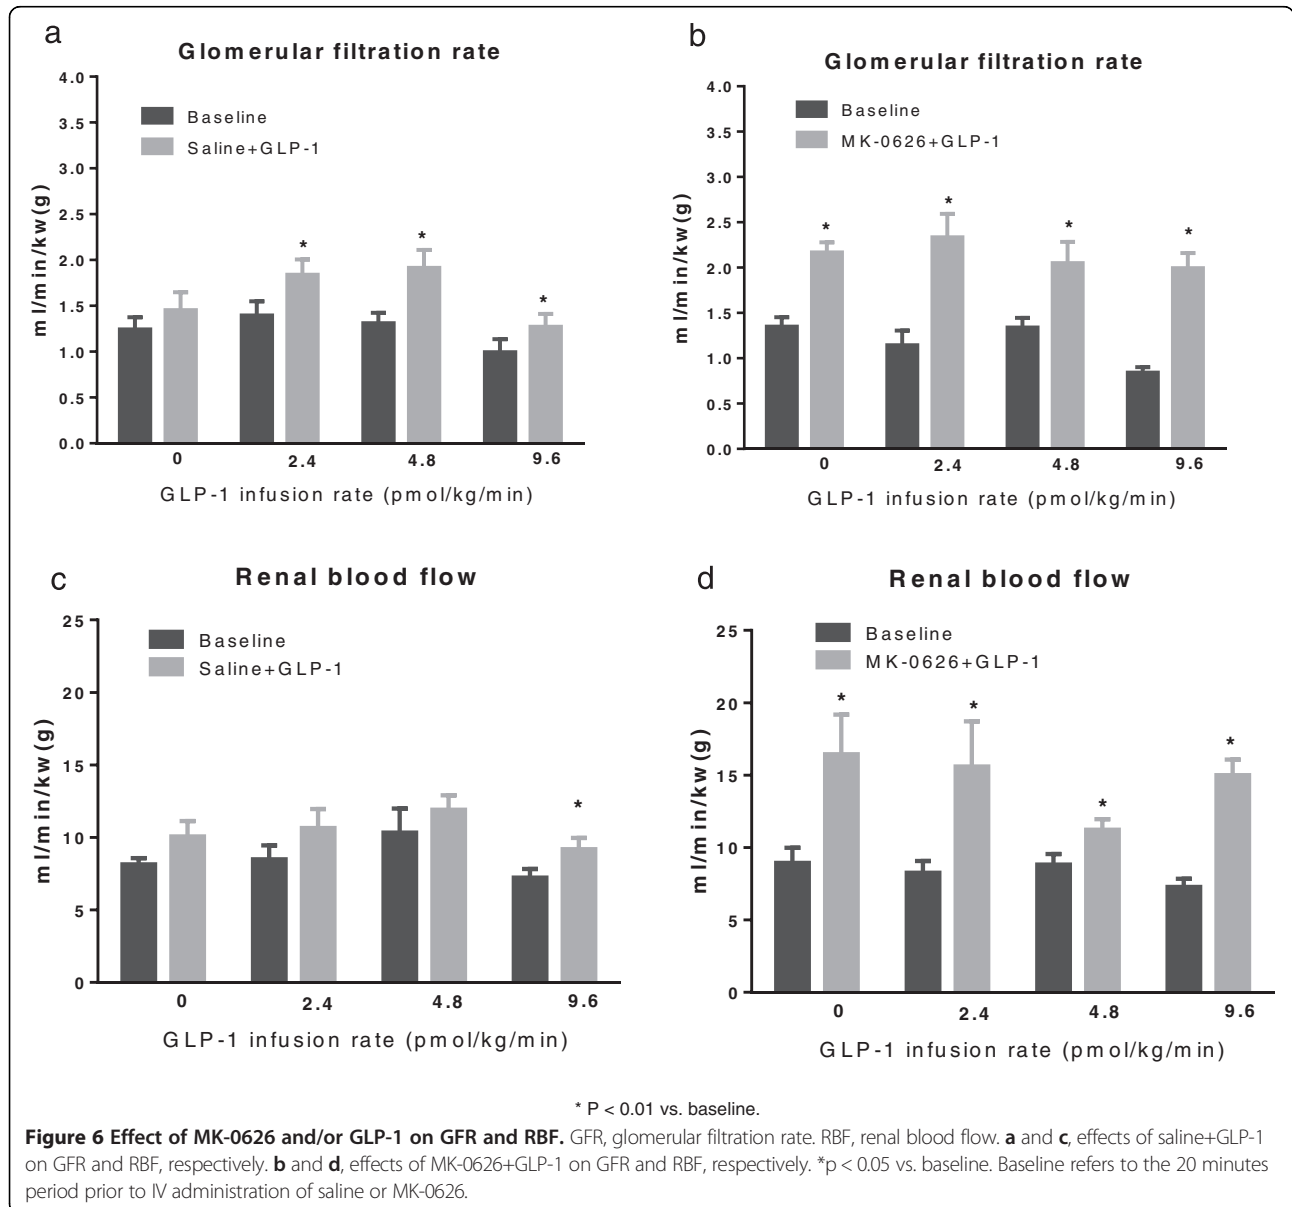 a
Glomerular filtration rate
4.0
3.5
3.0
2.5
2.0
1.5
1.0
0.5
0.0
ml/min/kw(g)
Baseline
Saline+GLP-1
*
*
*
0 2.4 4.8 9.6
GLP-1 infusion rate (pmol/kg/min)
b
Glomerular filtration rate
4.0
3.5
3.0
2.5
2.0
1.5
1.0
0.5
0.0
ml/min/kw(g)
Baseline
MK-0626+GLP-1
*
*
*
*
0 2.4 4.8 9.6
GLP-1 infusion rate (pmol/kg/min)
c
Renal blood flow
25
20
15
10
5
0
ml/min/kw(g)
Baseline
Saline+GLP-1
*
0 2.4 4.8 9.6
GLP-1 infusion rate (pmol/kg/min)
d
Renal blood flow
25
20
15
10
5
0
ml/min/kw(g)
Baseline
MK-0626+GLP-1
*
*
*
*
0 2.4 4.8 9.6
GLP-1 infusion rate (pmol/kg/min)
* P < 0.01 vs. baseline.
Figure 6 Effect of MK-0626 and/or GLP-1 on GFR and RBF. GFR, glomerular filtration rate. RBF, renal blood flow. a and c, effects of saline+GLP-1
on GFR and RBF, respectively. b and d, effects of MK-0626+GLP-1 on GFR and RBF, respectively. *p < 0.05 vs. baseline. Baseline refers to the 20 minutes
period prior to IV administration of saline or MK-0626.